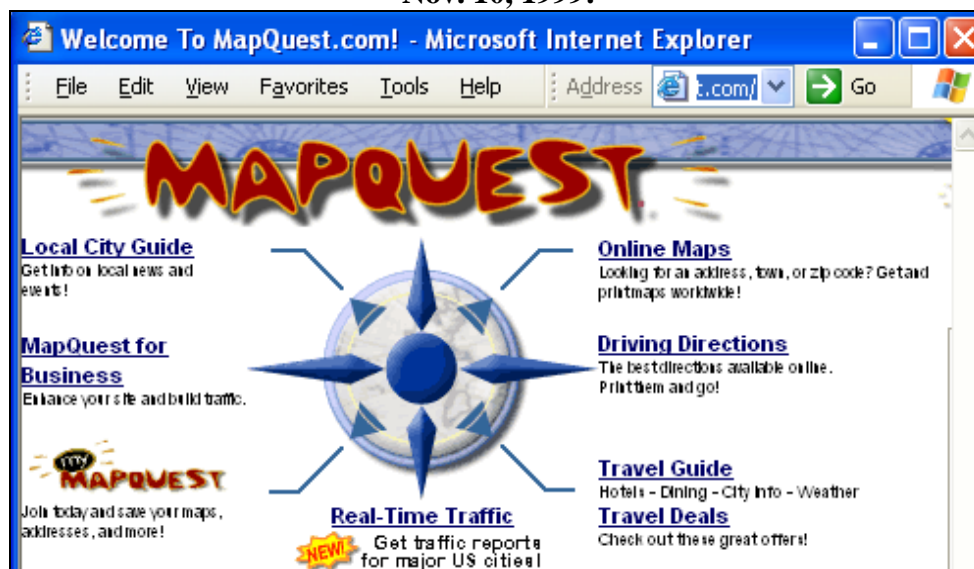 Nov. 10, 1999:
Welcome To MapQuest.com! - Microsoft Internet Explorer
File Edit View Favorites Tools Help Address t.com/ Go
MAPQUEST.
Local City Guide
Get info on local news and
events!
Online Maps
Looking for an address, town, or zip code? Get and
print maps worldwide!
MapQuest for
Business
Enhance your site and build traffic.
Driving Directions
The best directions available online.
Print them and go!
my
MAPQUEST
Join today and save your maps,
addresses, and more!
Real-Time Traffic
NEW! Get traffic reports
for major US cities!
Travel Guide
Hotels - Dining - City Info - Weather
Travel Deals
Check out these great offers!